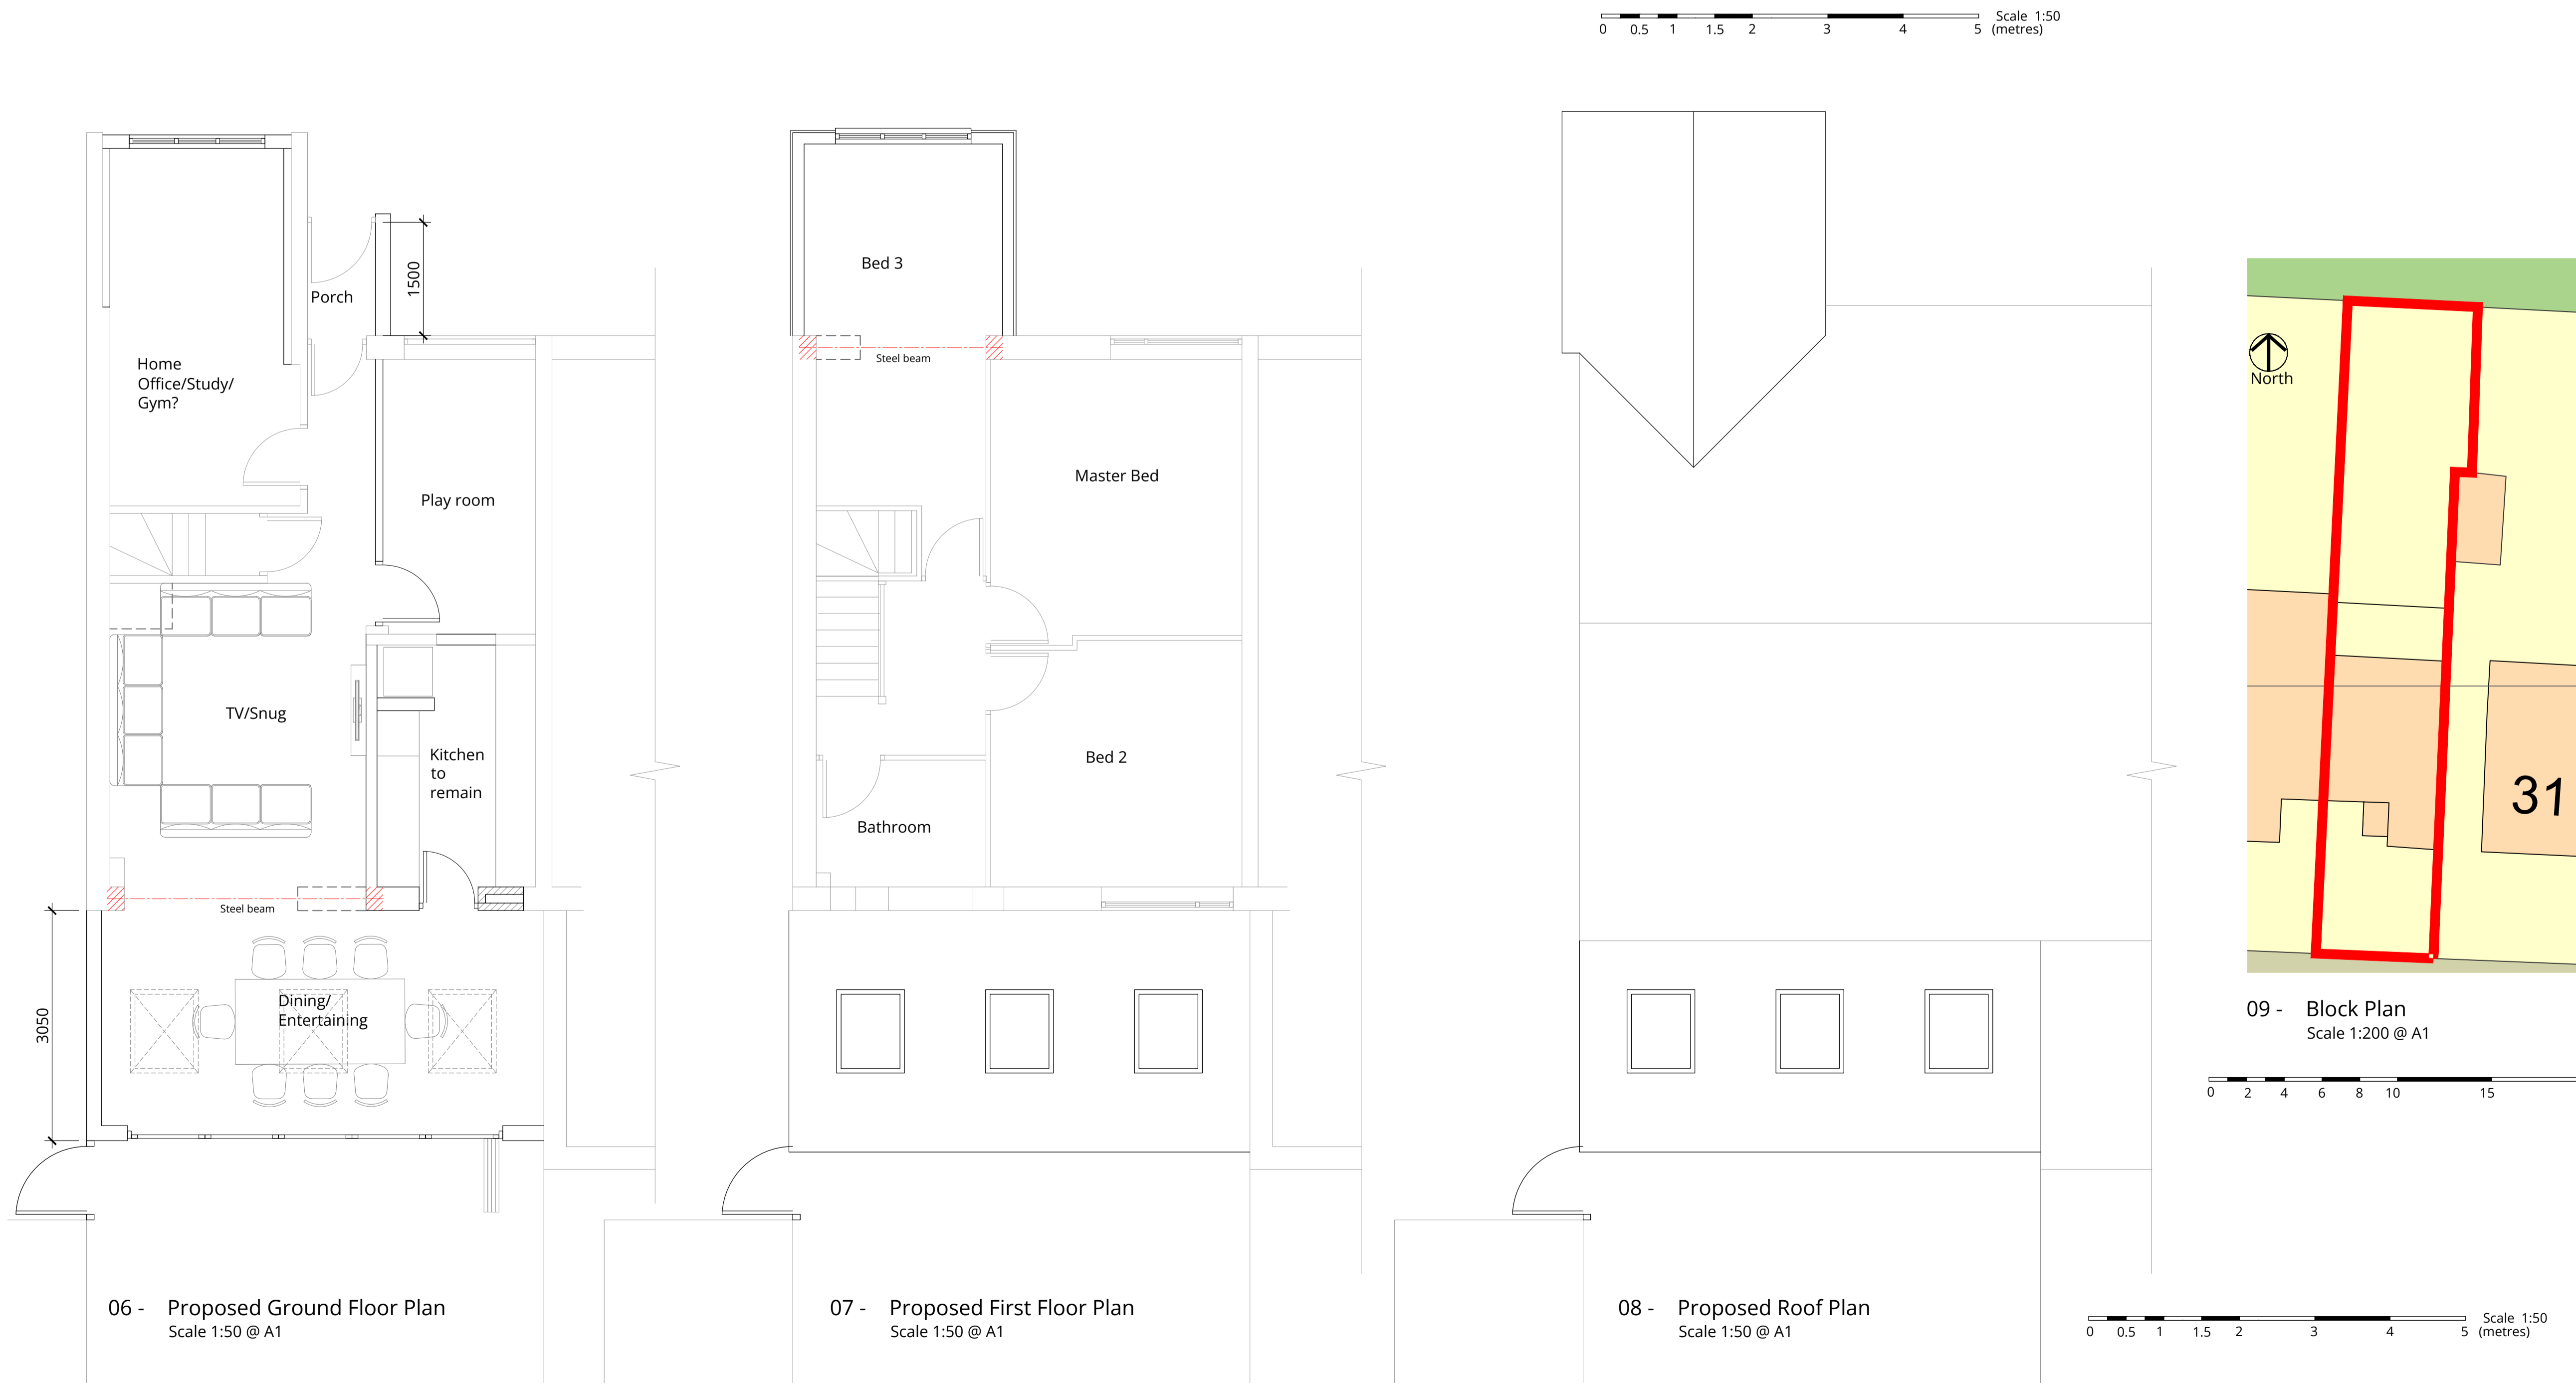 Scale 1:50
0 0.5 1 1.5 2 3 4 5 (metres)
1500
Porch
Home
Office/Study/
Gym?
Play room
TV/Snug
Kitchen
to
remain
Steel beam
Dining/
Entertaining
3050
06 - Proposed Ground Floor Plan
Scale 1:50 @ A1
Bed 3
Steel beam
Master Bed
Bed 2
Bathroom
07 - Proposed First Floor Plan
Scale 1:50 @ A1
08 - Proposed Roof Plan
Scale 1:50 @ A1
North
31
09 - Block Plan
Scale 1:200 @ A1
0 2 4 6 8 10 15
Scale 1:50
0 0.5 1 1.5 2 3 4 5 (metres)